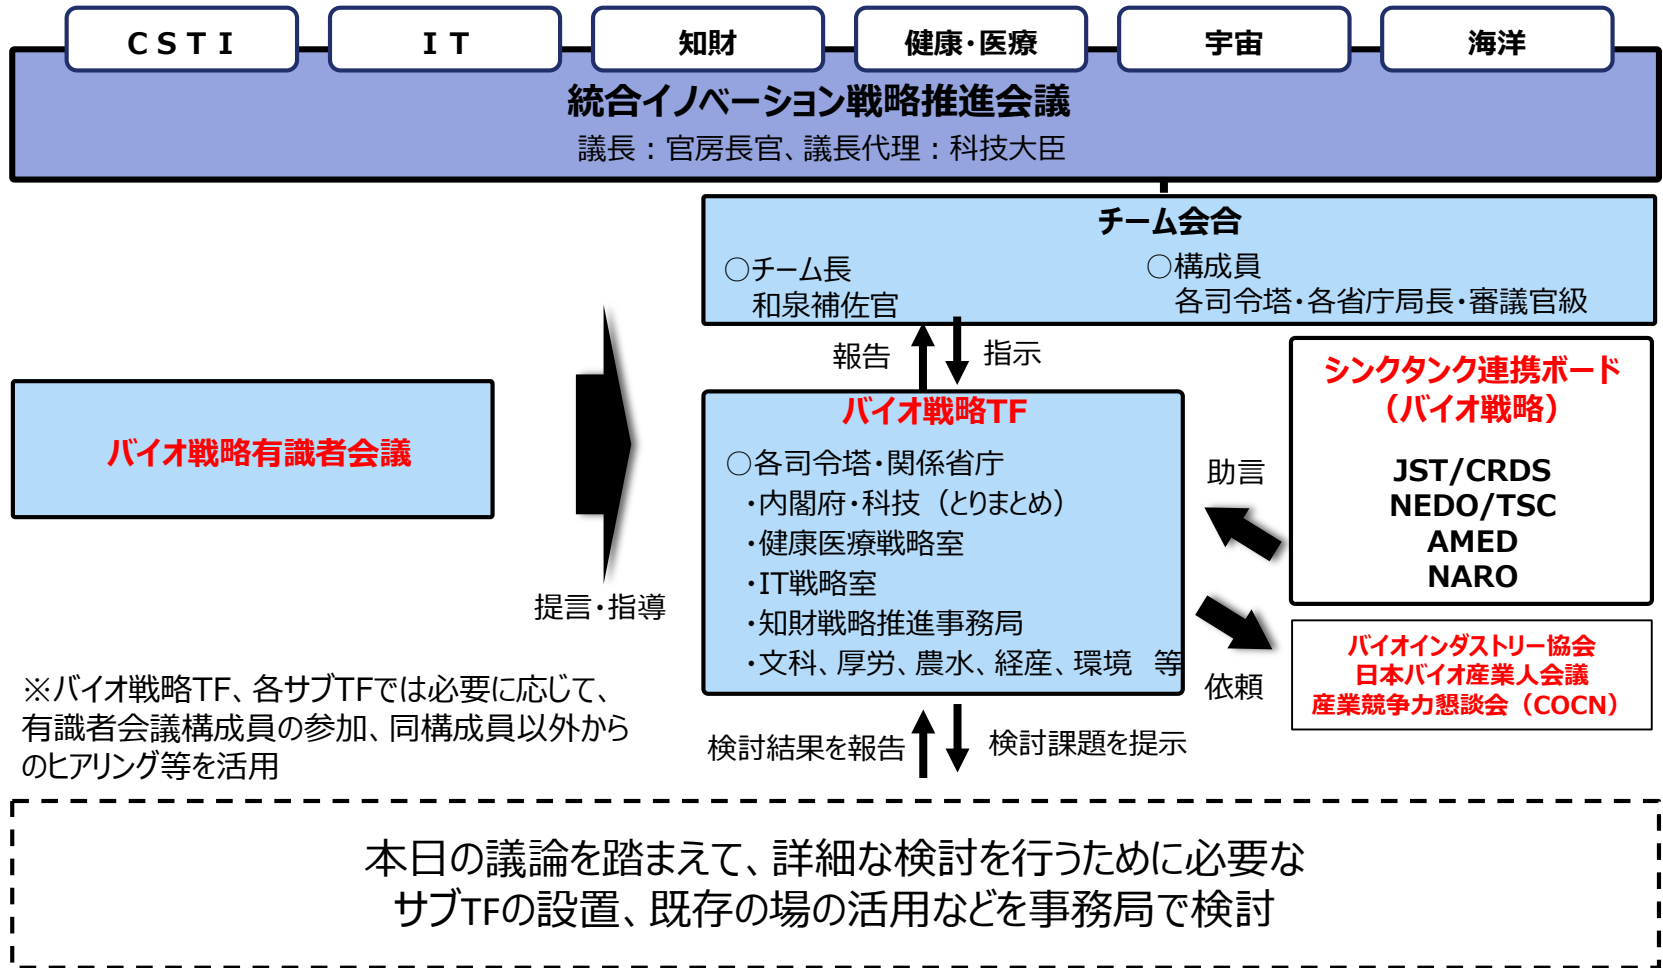 CSTI
IT
知財
健康・医療
宇宙
海洋
統合イノベーション戦略推進会議
議長：官房長官、議長代理：科技大臣
チーム会合
○チーム長
和泉補佐官
○構成員
各司令塔・各省庁局長・審議官級
報告
指示
バイオ戦略有識者会議
提言・指導
バイオ戦略TF
○各司令塔・関係省庁
・内閣府・科技（とりまとめ）
・健康医療戦略室
・IT戦略室
・知財戦略推進事務局
・文科、厚労、農水、経産、環境　等
助言
依頼
シンクタンク連携ボード
（バイオ戦略）
JST/CRDS
NEDO/TSC
AMED
NARO
バイオインダストリー協会
日本バイオ産業人会議
産業競争力懇談会（COCN）
※バイオ戦略TF、各サブTFでは必要に応じて、
有識者会議構成員の参加、同構成員以外から
のヒアリング等を活用
検討結果を報告
検討課題を提示
本日の議論を踏まえて、詳細な検討を行うために必要な
サブTFの設置、既存の場の活用などを事務局で検討